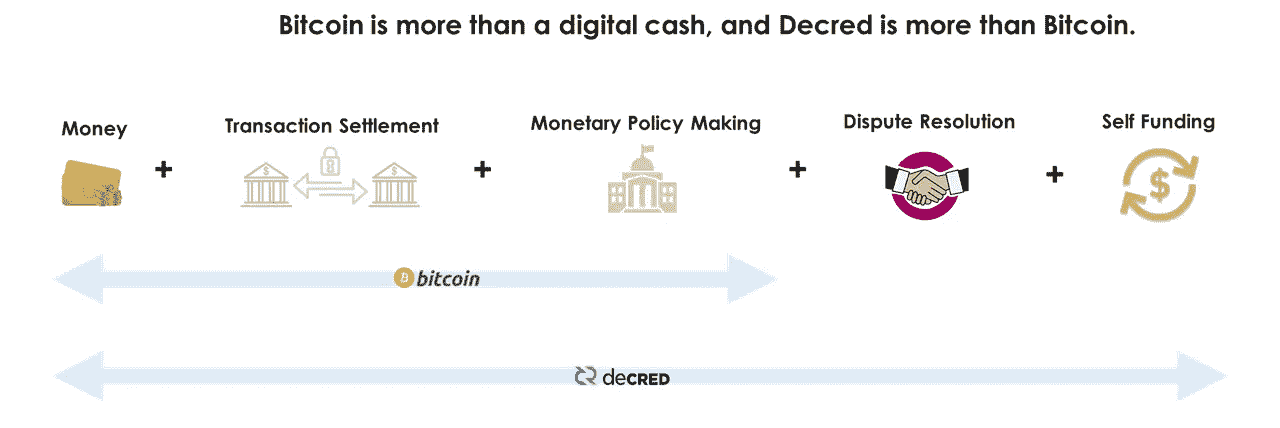 Bitcoin is more than a digital cash, and Decred is more than Bitcoin.
Money + Transaction Settlement + Monetary Policy Making + Dispute Resolution + Self Funding
bitcoin
decred